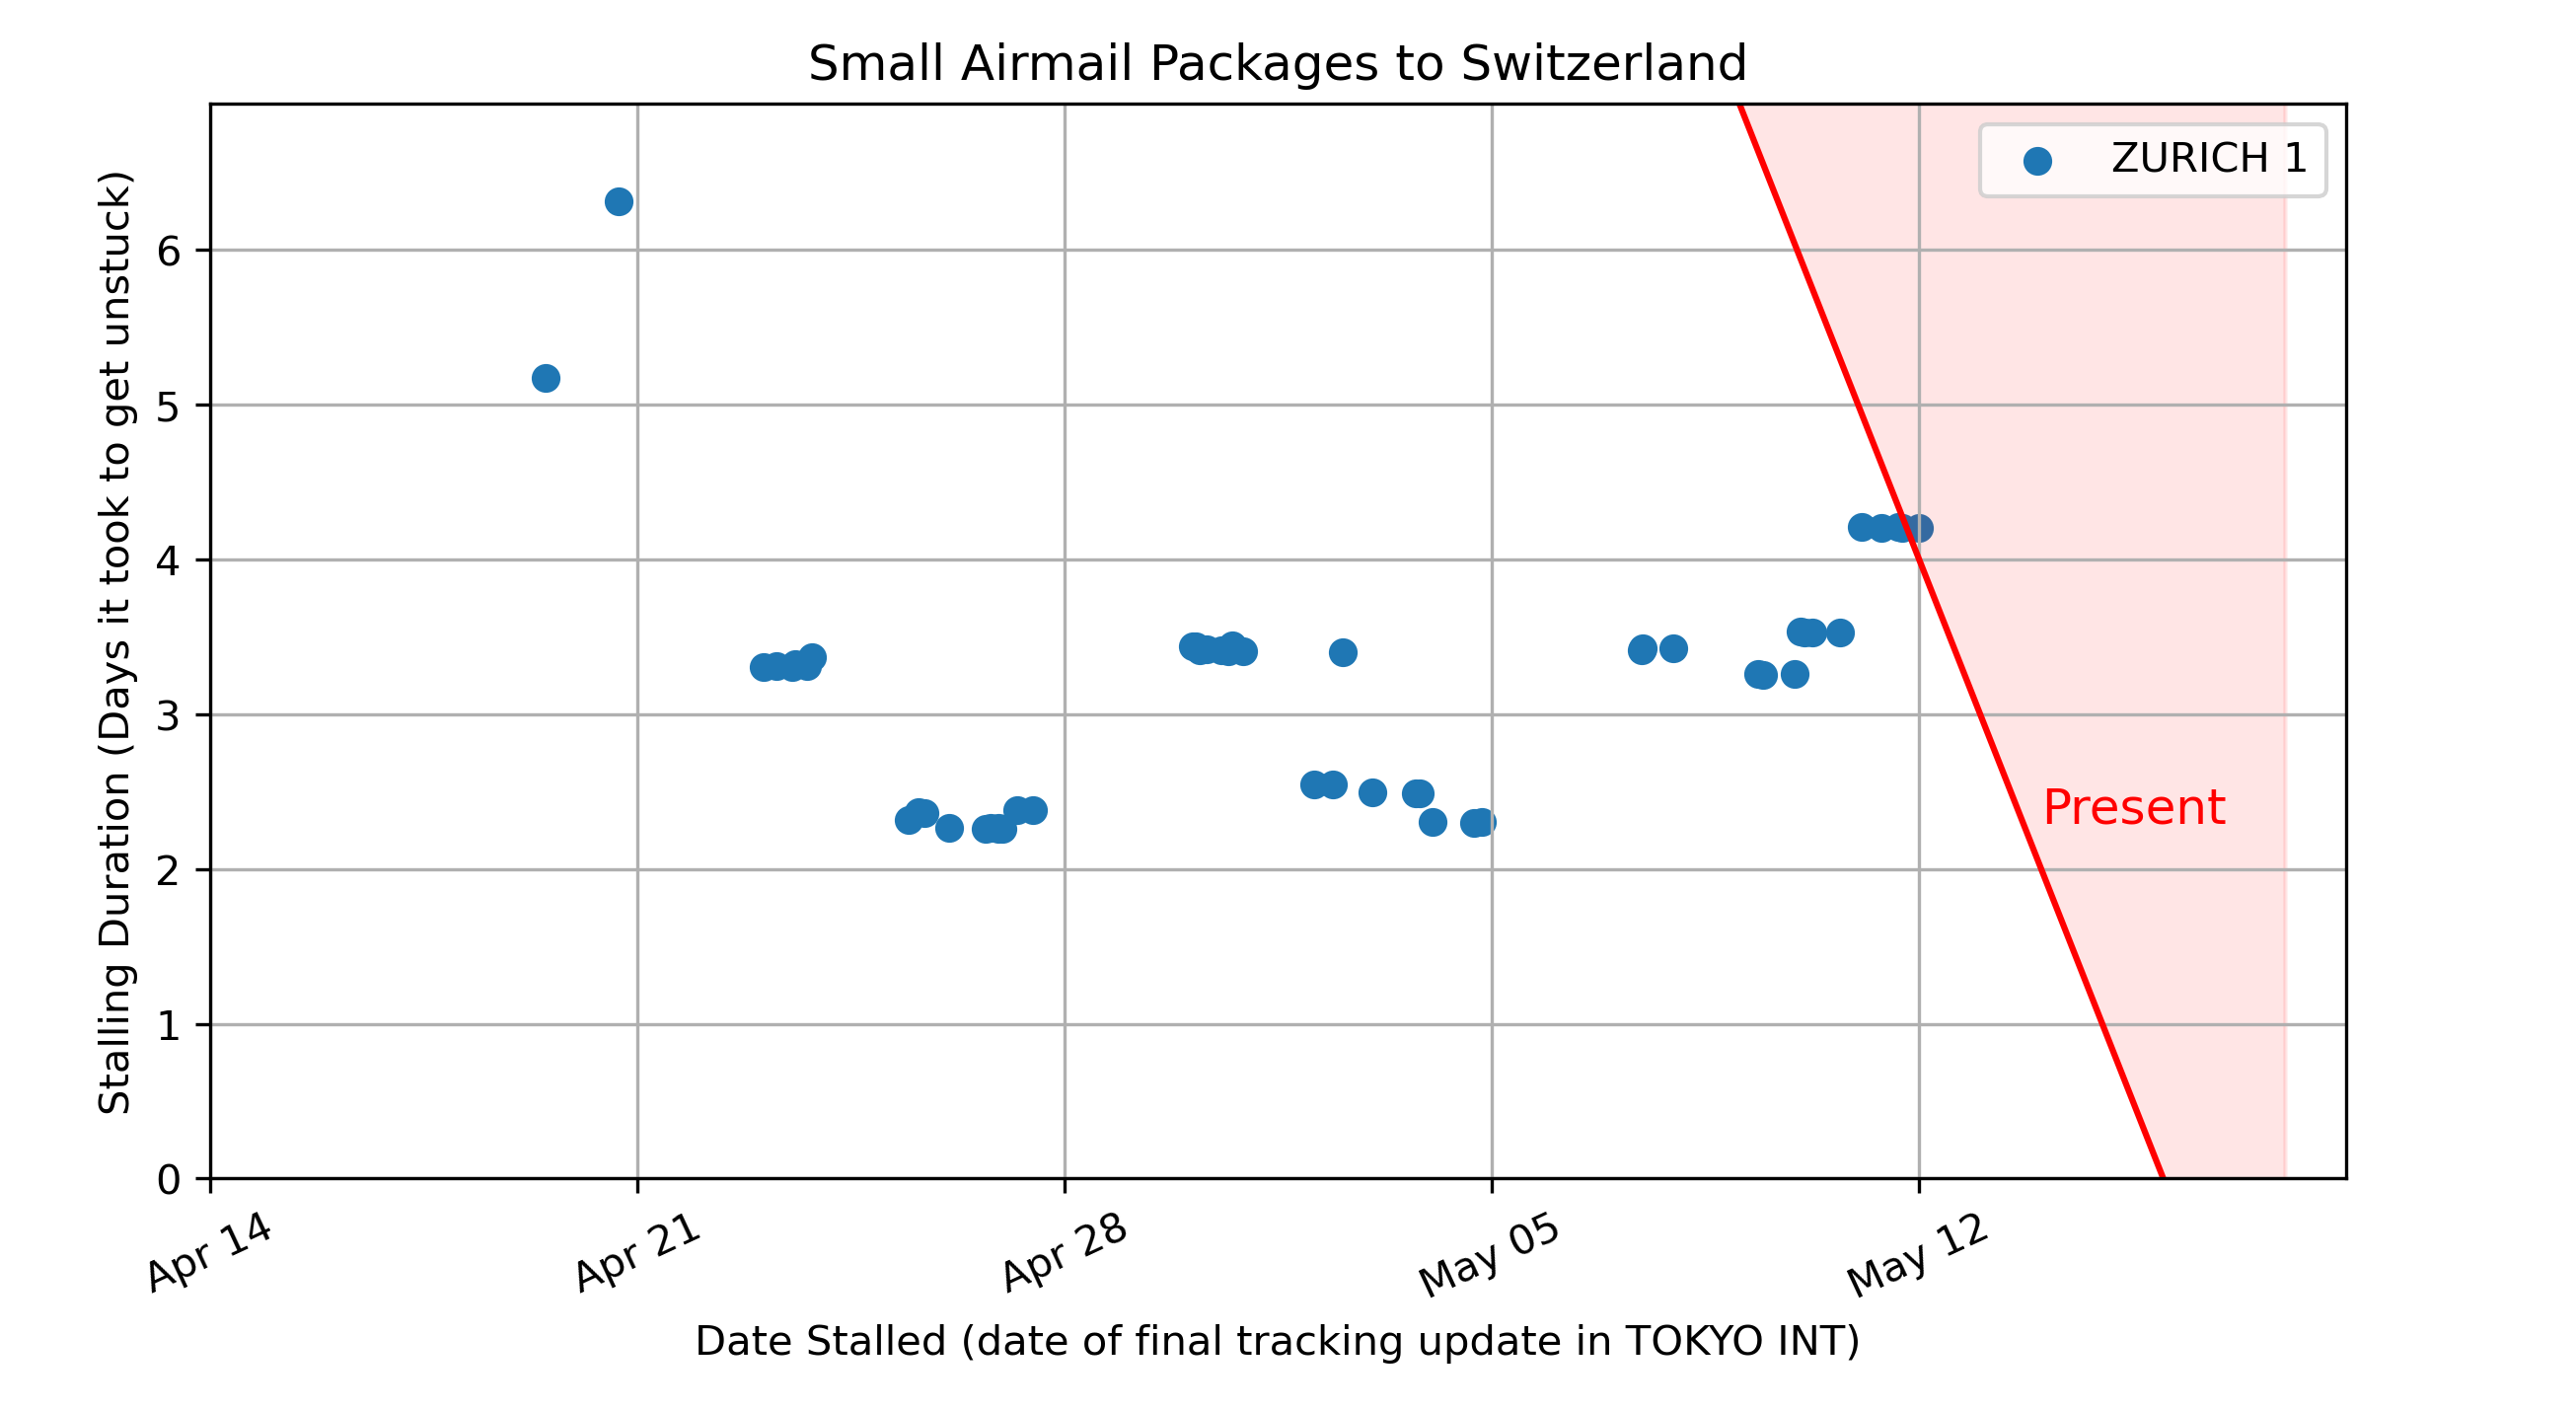 Small Airmail Packages to Switzerland
ZURICH 1
Stalling Duration (Days it took to get unstuck)
6
5
4
3
2
1
0
Present
Apr 14
Apr 21
Apr 28
May 05
May 12
Date Stalled (date of final tracking update in TOKYO INT)